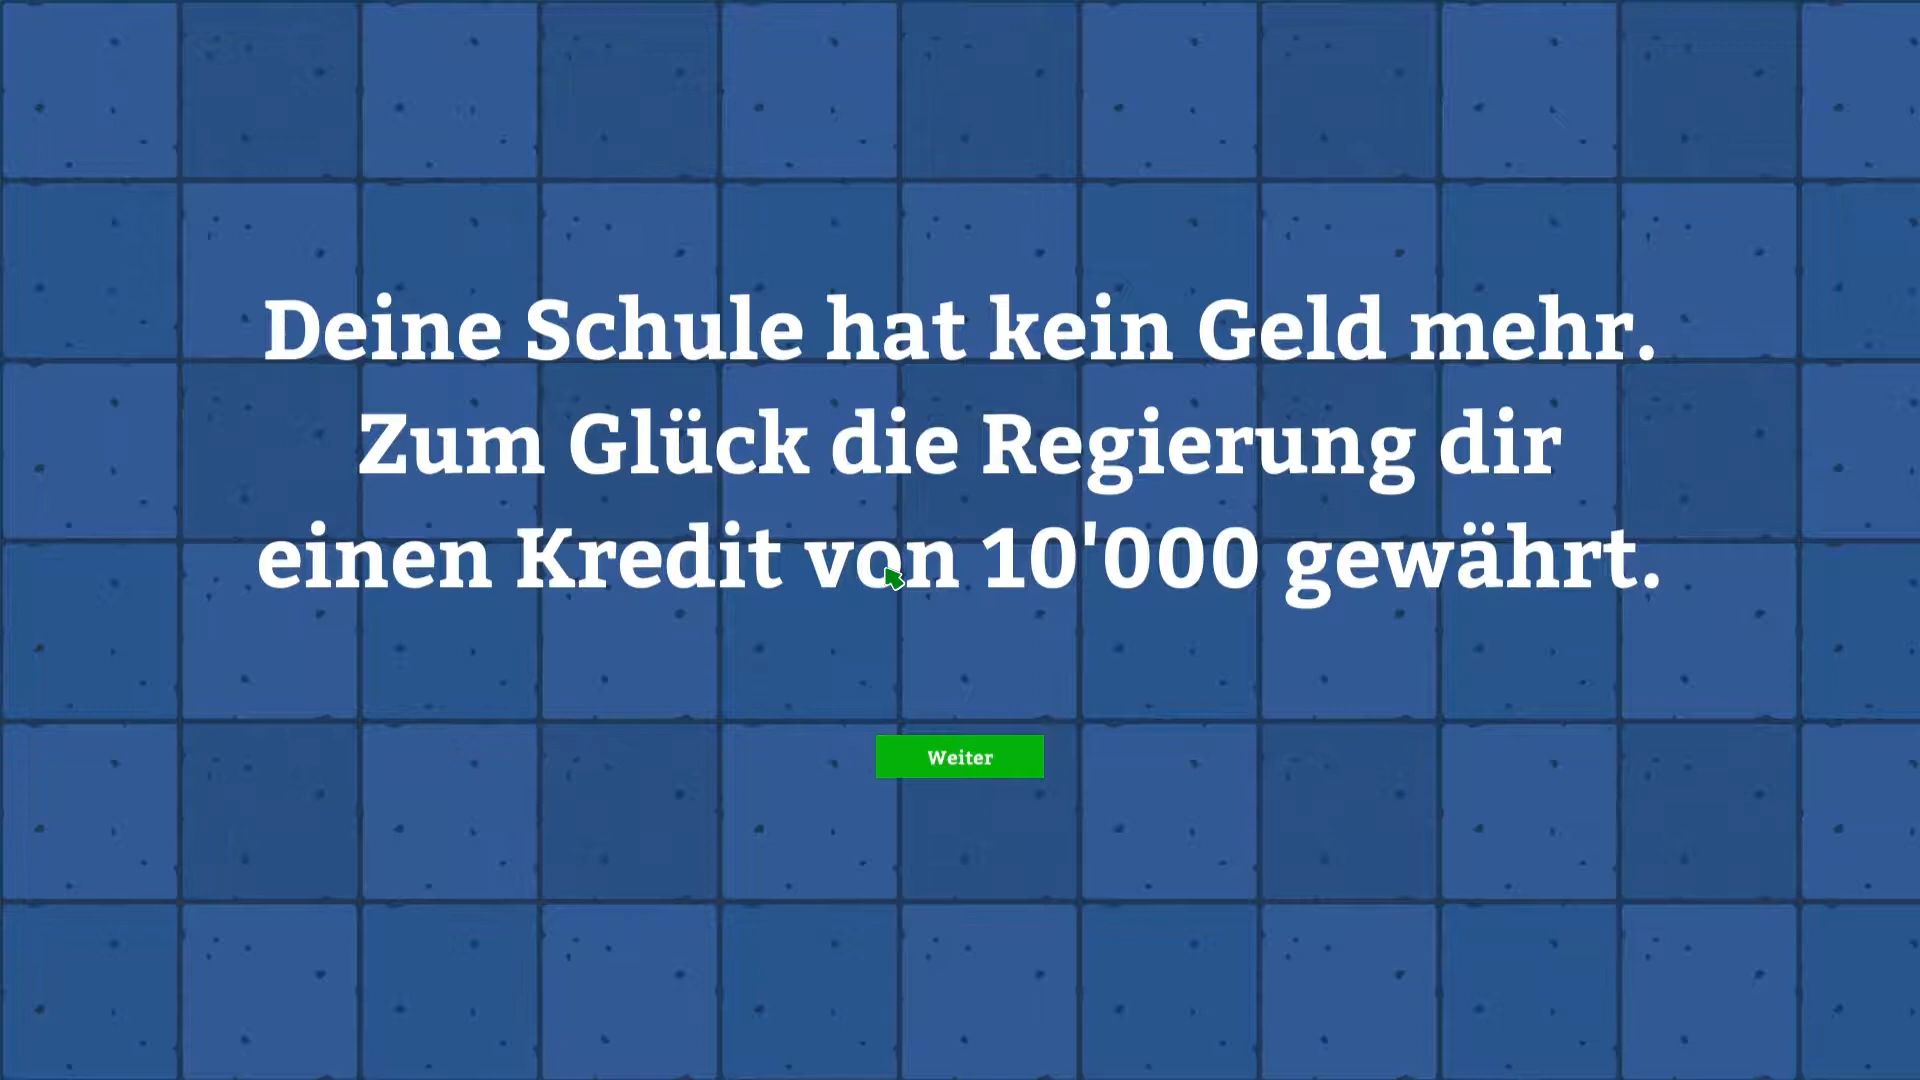 Deine Schule hat kein Geld mehr.
Zum Glück die Regierung dir
einen Kredit von 10'000 gewährt.
Weiter